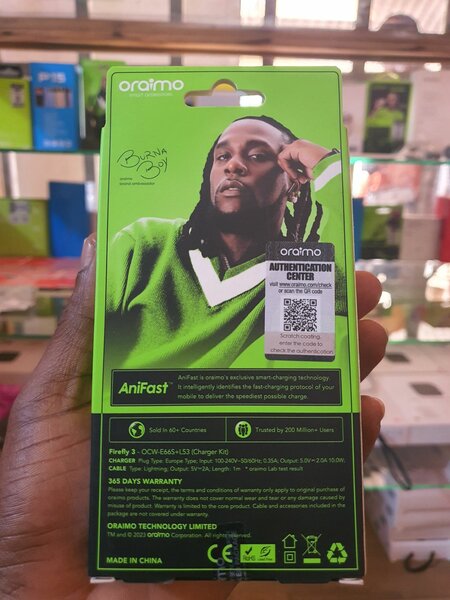 oraimo
smart accessories
BURNA
BOY
oraimo
brand ambassador
oraimo
AUTHENTICATION
CENTER
visit www.oraimo.com/check
or scan the QR code
Scratch coating,
enter the code to
check the authentication
AniFast™
AniFast is oraimo's exclusive smart-charging technology.
It intelligently identifies the fast-charging protocol of your
mobile to deliver the speediest possible charge.
Sold In 60+ Countries
Trusted by 200 Million+ Users
Firefly 3 - OCW-E66S+L53 (Charger Kit)
CHARGER Plug Type: Europe Type; Input: 100-240V~50/60Hz, 0.35A; Output: 5.0V⎓2.0A 10.0W;
CABLE Type: Lightning; Output: 5V⎓2A; Length: 1m * oraimo Lab test result
365 DAYS WARRANTY
Please keep your receipt, the terms and conditions of warranty only apply to original purchase of
oraimo products. The warranty does not cover normal wear and tear or any damage caused by
misuse of product. Warranty is limited to the core product. Cable and accessories included in the
package are not covered under warranty.
ORAIMO TECHNOLOGY LIMITED
TM and © 2023 oraimo Corporation. All rights reserved.
MADE IN CHINA
CE
RoHS